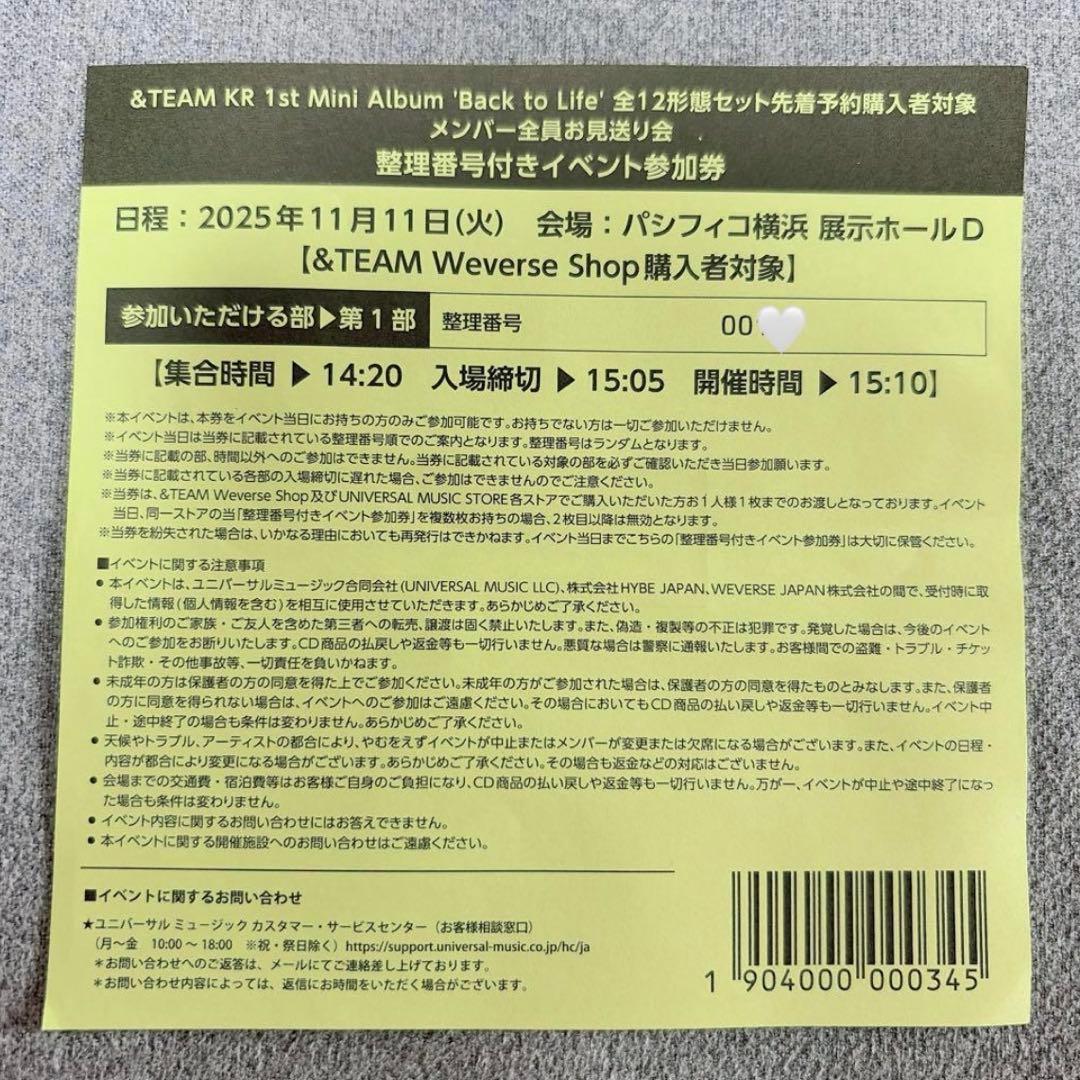 &TEAM KR 1st Mini Album 'Back to Life' 全12形態セット先着予約購入者対象
メンバー全員お見送り会
整理番号付きイベント参加券
日程：2025年11月11日(火) 会場：パシフィコ横浜 展示ホールD
【&TEAM Weverse Shop購入者対象】
参加いただける部▶第1部 整理番号 00
【集合時間 ▶ 14:20 入場締切 ▶ 15:05 開催時間 ▶ 15:10】
※本イベントは、本券をイベント当日にお持ちの方のみご参加可能です。お持ちでない方は一切ご参加いただけません。
※イベント当日は当券に記載されている整理番号順でのご案内となります。整理番号はランダムとなります。
※当券に記載の部、時間以外へのご参加はできません。当券に記載されている対象の部を必ずご確認いただき当日参加願います。
※当券に記載されている各部の入場締切に遅れた場合、ご参加はできませんのでご注意ください。
※当券は、&TEAM Weverse Shop及びUNIVERSAL MUSIC STORE各ストアでご購入いただいた方お1人様1枚までのお渡しとなっております。イベント
当日、同一ストアの当「整理番号付きイベント参加券」を複数枚お持ちの場合、2枚目以降は無効となります。
※当券を紛失された場合は、いかなる理由においても再発行はできかねます。イベント当日までこちらの「整理番号付きイベント参加券」は大切に保管ください。
■イベントに関する注意事項
● 本イベントは、ユニバーサルミュージック合同会社(UNIVERSAL MUSIC LLC)、株式会社HYBE JAPAN、WEVERSE JAPAN株式会社の間で、受付時に取
得した情報(個人情報を含む)を相互に使用させていただきます。あらかじめご了承ください。
● 参加権利のご家族・ご友人を含めた第三者への転売、譲渡は固く禁止いたします。また、偽造・複製等の不正は犯罪です。発覚した場合は、今後のイベント
へのご参加をお断りいたします。CD商品の払戻しや返金等も一切行いません。悪質な場合は警察に通報いたします。お客様間での盗難・トラブル・チケッ
ト詐欺・その他事故等、一切責任を負いかねます。
● 未成年の方は保護者の方の同意を得た上でご参加ください。未成年の方がご参加された場合は、保護者の方の同意を得たものとみなします。また、保護者
の方に同意を得られない場合は、イベントへのご参加はご遠慮ください。その場合においてもCD商品の払い戻しや返金等も一切行いません。イベント中
止・途中終了の場合も条件は変わりません。あらかじめご了承ください。
● 天候やトラブル、アーティストの都合により、やむをえずイベントが中止またはメンバーが変更または欠席になる場合がございます。また、イベントの日程・
内容が都合により変更になる場合がございます。あらかじめご了承ください。その場合も返金などの対応はございません。
● 会場までの交通費・宿泊費等はお客様ご自身のご負担になり、CD商品の払い戻しや返金等も一切行いません。万が一、イベントが中止や途中終了になっ
た場合も条件は変わりません。
● イベント内容に関するお問い合わせにはお答えできません。
● 本イベントに関する開催施設へのお問い合わせはご遠慮ください。
■イベントに関するお問い合わせ
★ユニバーサル ミュージック カスタマー・サービスセンター（お客様相談窓口）
（月～金 10:00～18:00 ※祝・祭日除く）https://support.universal-music.co.jp/hc/ja
＊お問い合わせへのご返答は、メールにてご連絡差し上げております。
＊お問い合わせ内容によっては、返信にお時間をいただく場合がございます。
1 904000 000345